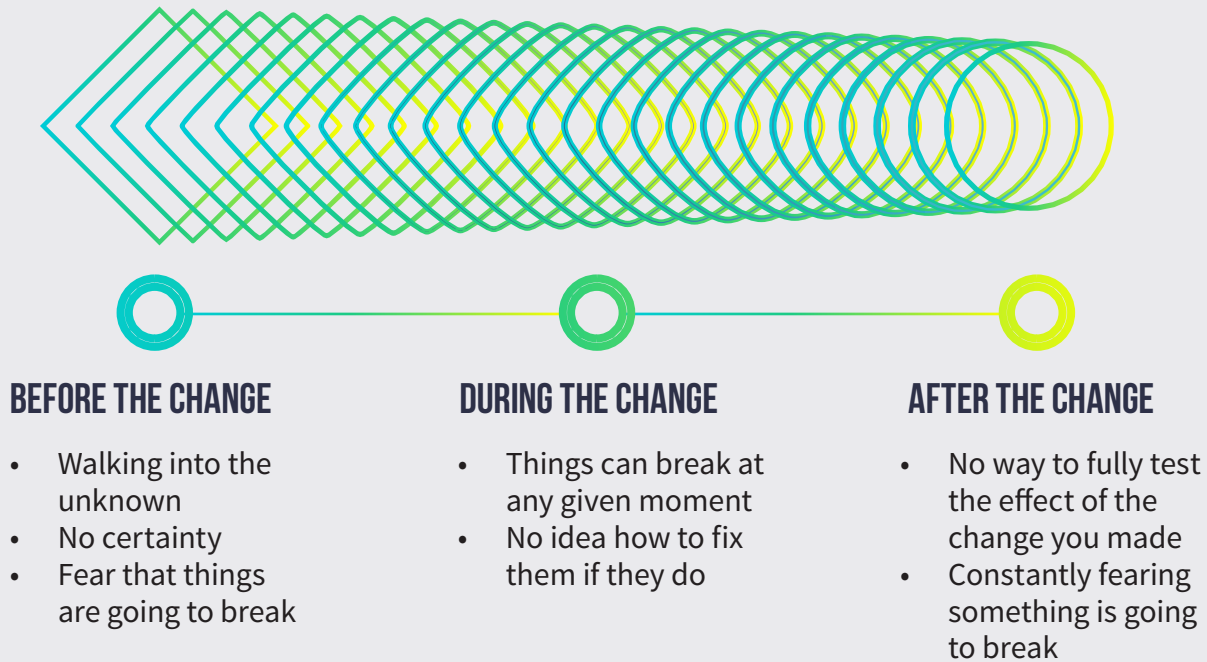 BEFORE THE CHANGE
• Walking into the
unknown
• No certainty
• Fear that things
are going to break
DURING THE CHANGE
• Things can break at
any given moment
• No idea how to fix
them if they do
AFTER THE CHANGE
• No way to fully test
the effect of the
change you made
• Constantly fearing
something is going
to break